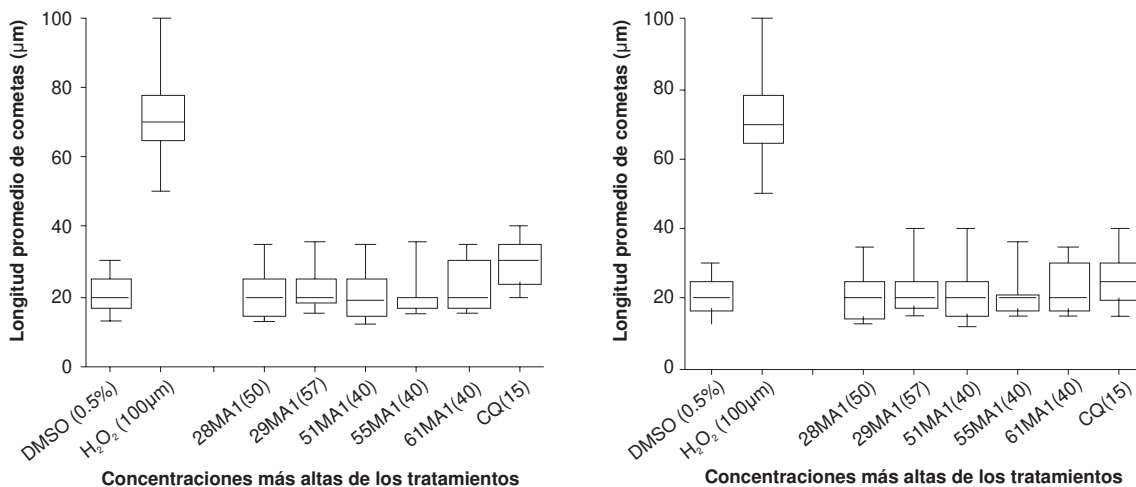 Longitud promedio de cometas (µm)
100
80
60
40
20
0
DMSO (0.5%)
H₂O₂ (100µm)
28MA1(50)
29MA1(57)
51MA1(40)
55MA1(40)
61MA1(40)
CQ(15)
Concentraciones más altas de los tratamientos
Longitud promedio de cometas (µm)
100
80
60
40
20
0
DMSO (0.5%)
H₂O₂ (100µm)
28MA1(50)
29MA1(57)
51MA1(40)
55MA1(40)
61MA1(40)
CQ(15)
Concentraciones más altas de los tratamientos